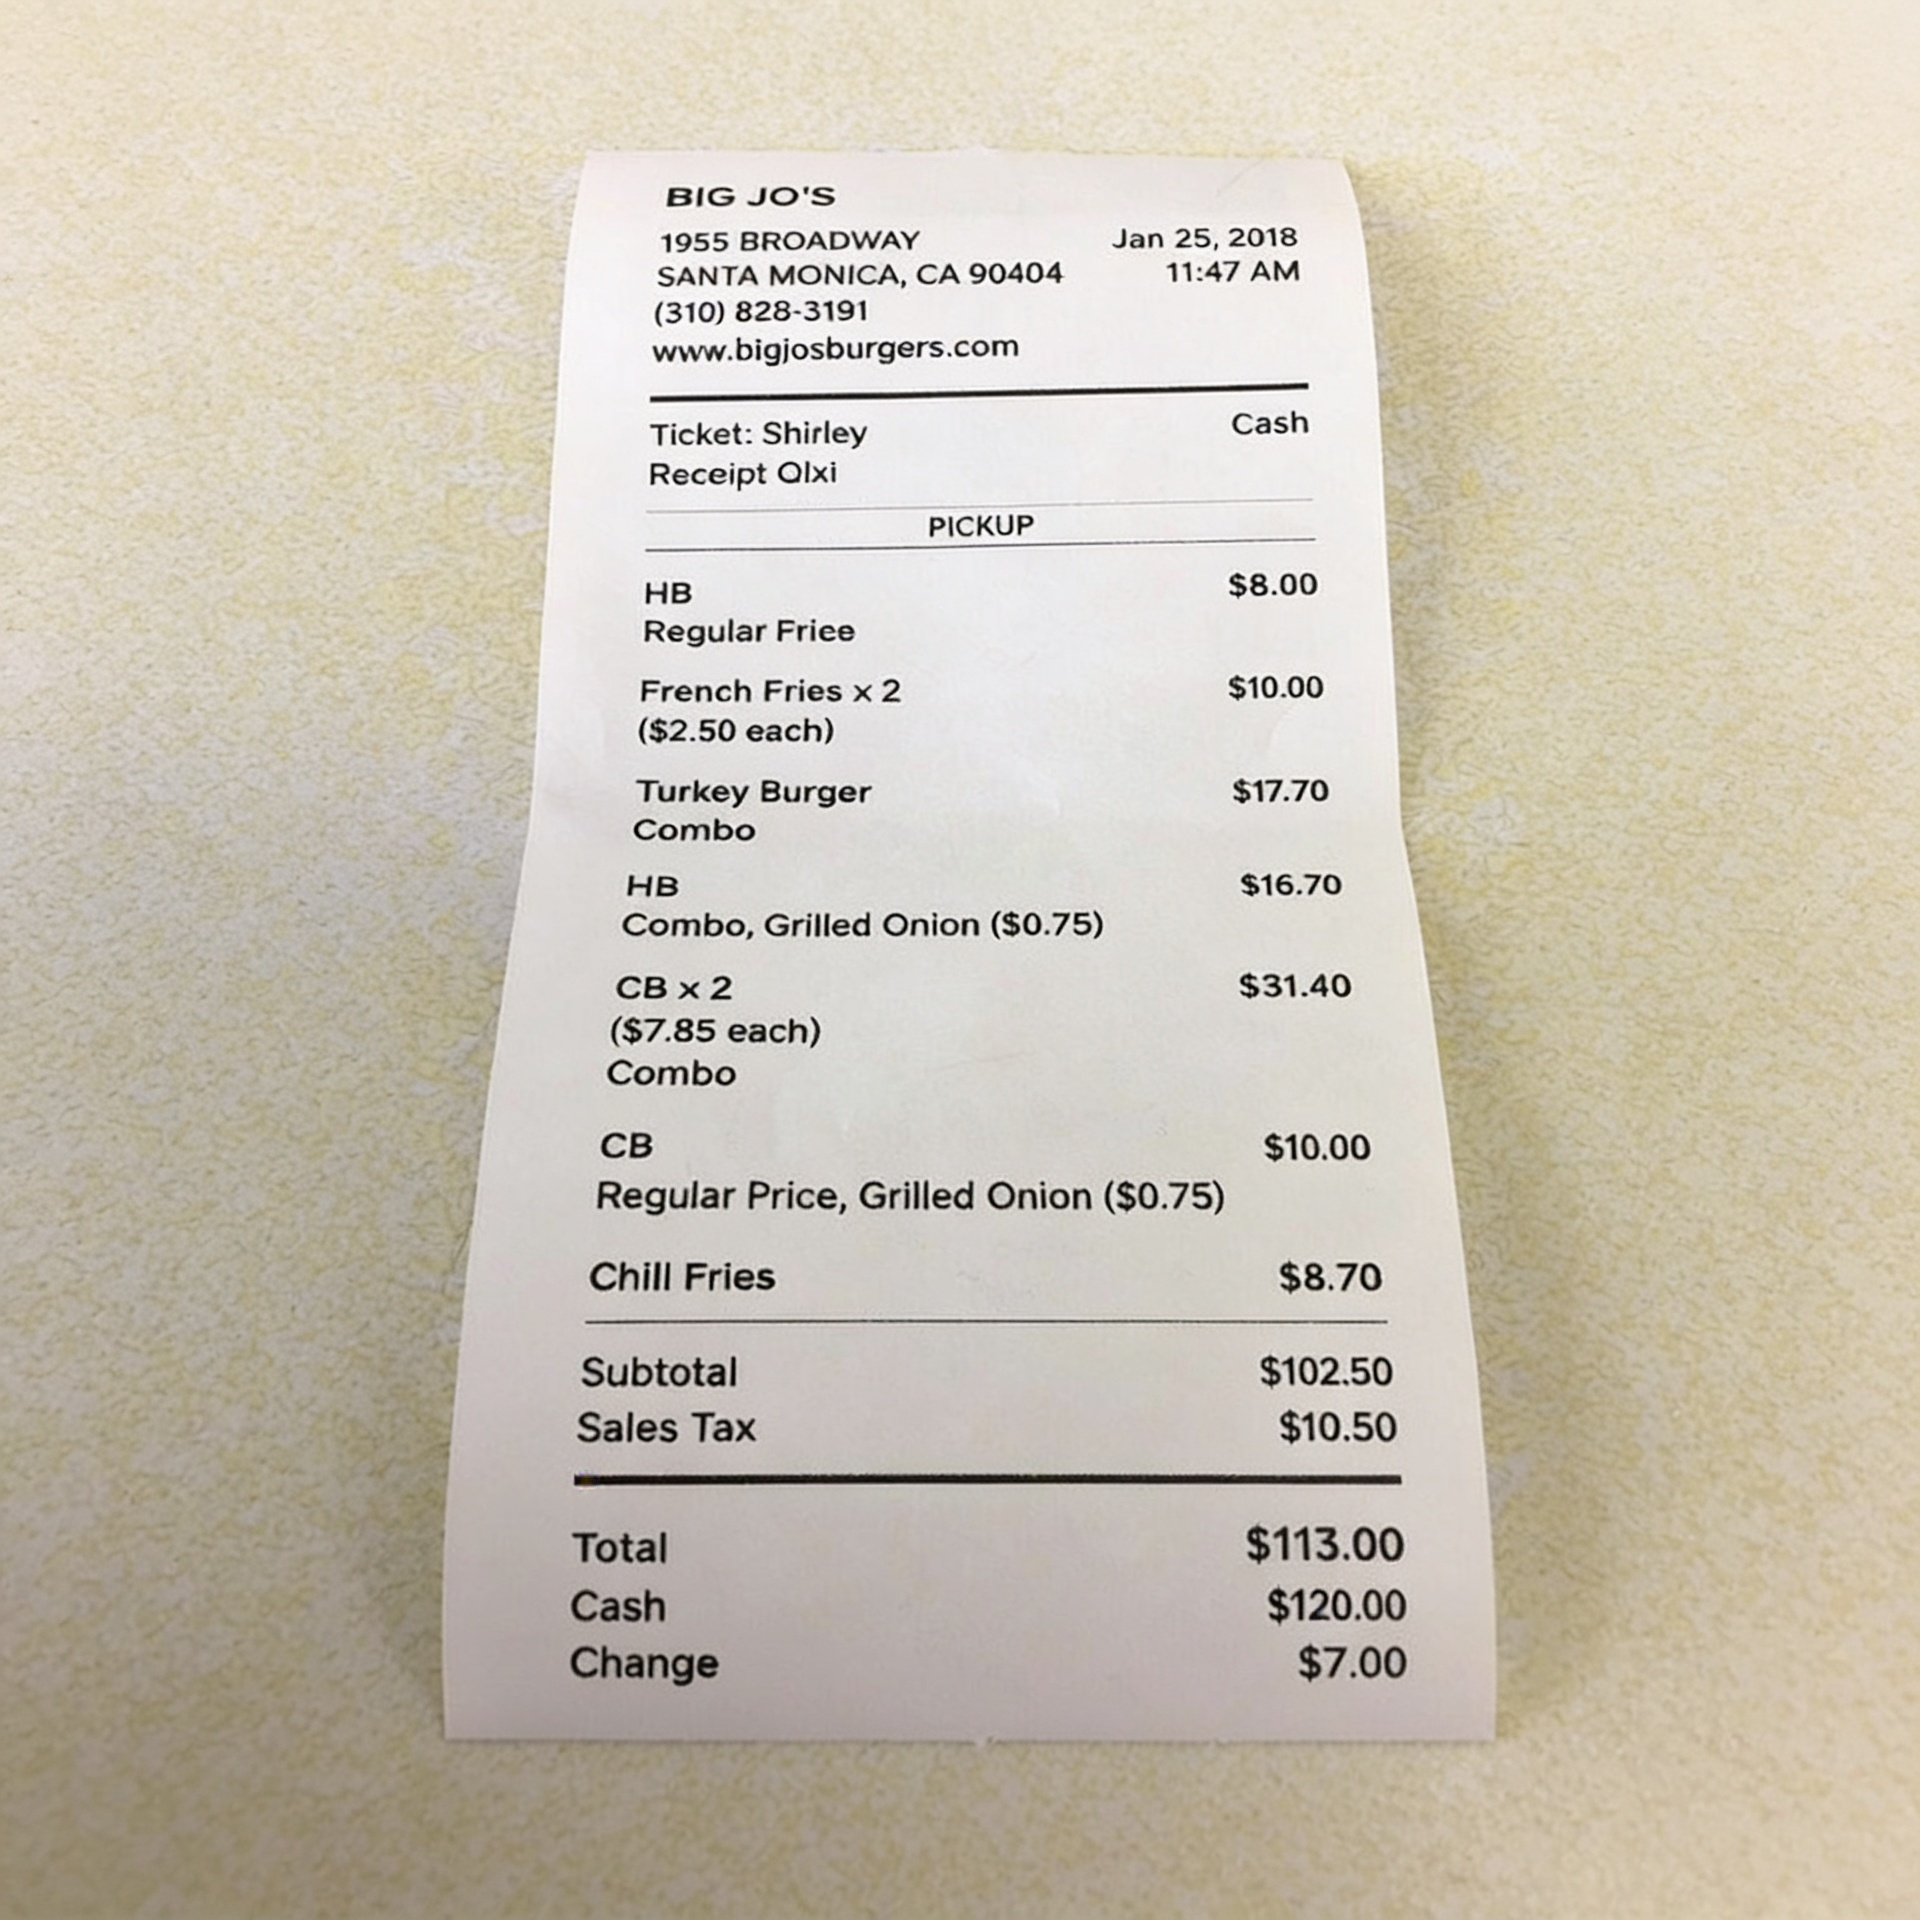 BIG JO'S
1955 BROADWAY Jan 25, 2018
SANTA MONICA, CA 90404 11:47 AM
(310) 828-3191
www.bigjosburgers.com
Ticket: Shirley Cash
Receipt Qlxi
PICKUP
HB $8.00
Regular Friee
French Fries x 2 $10.00
($2.50 each)
Turkey Burger $17.70
Combo
HB $16.70
Combo, Grilled Onion ($0.75)
CB x 2 $31.40
($7.85 each)
Combo
CB $10.00
Regular Price, Grilled Onion ($0.75)
Chill Fries $8.70
Subtotal $102.50
Sales Tax $10.50
Total $113.00
Cash $120.00
Change $7.00